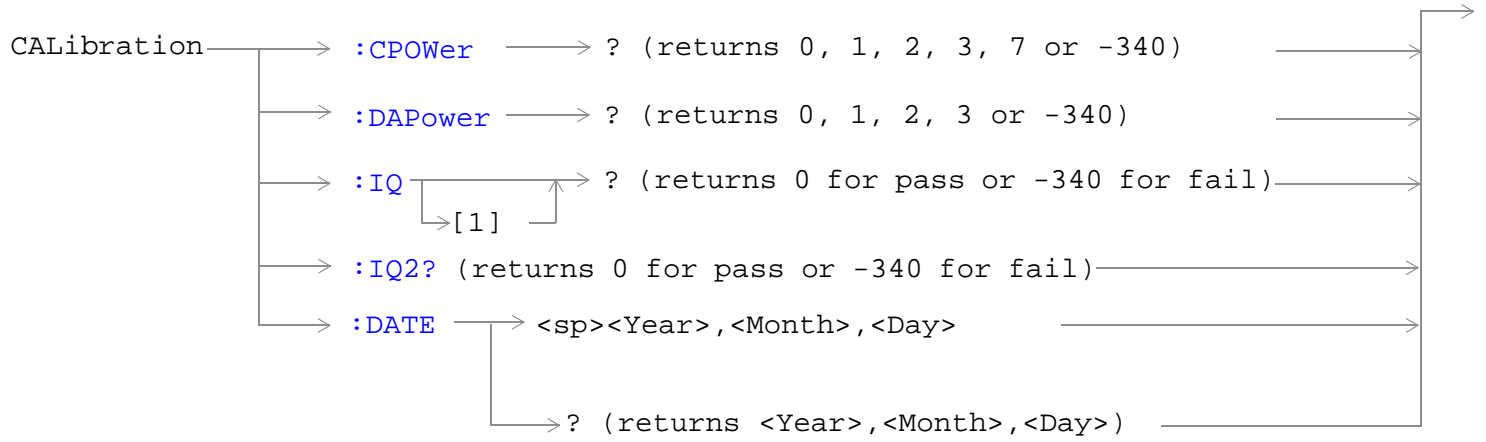 CALibration :CPOWer ? (returns 0, 1, 2, 3, 7 or -340)
:DAPower ? (returns 0, 1, 2, 3 or -340)
:IQ ? (returns 0 for pass or -340 for fail)
[1]
:IQ2? (returns 0 for pass or -340 for fail)
:DATE <sp><Year>,<Month>,<Day>
? (returns <Year>,<Month>,<Day>)